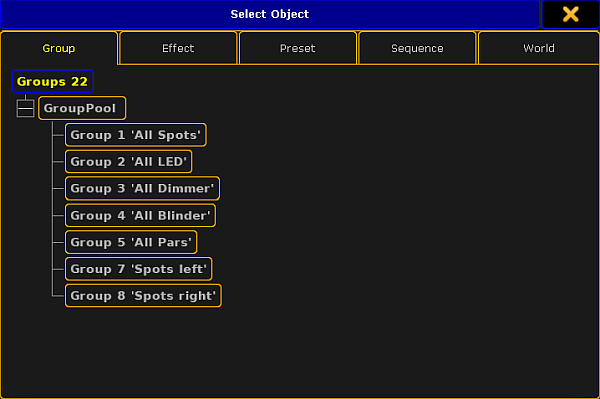 Select Object
Group Effect Preset Sequence World
Groups 22
GroupPool
Group 1 'All Spots'
Group 2 'All LED'
Group 3 'All Dimmer'
Group 4 'All Blinder'
Group 5 'All Pars'
Group 7 'Spots left'
Group 8 'Spots right'